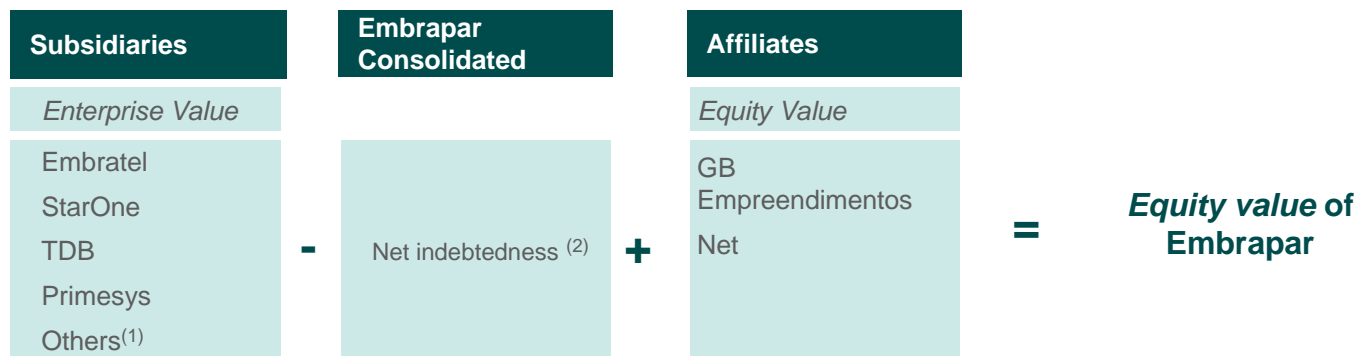 Subsidiaries
Enterprise Value
Embratel
StarOne
TDB
Primesys
Others(1)
-
Embrapar
Consolidated
Net indebtedness (2)
+
Affiliates
Equity Value
GB
Empreendimentos
Net
=
Equity value of
Embrapar